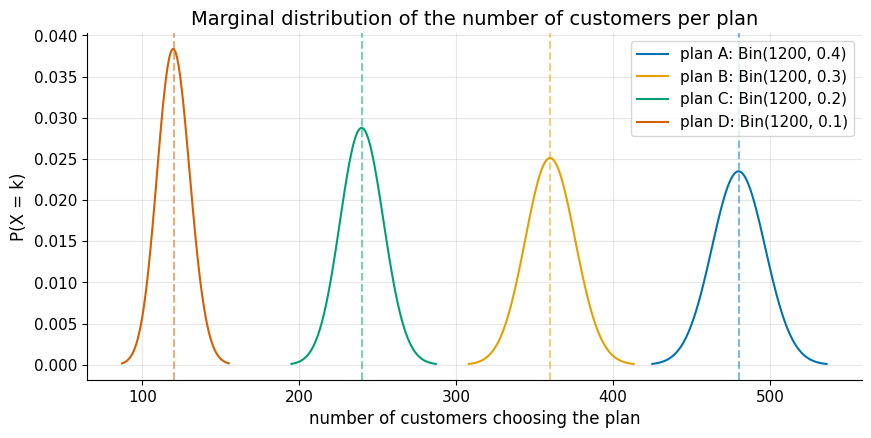 Marginal distribution of the number of customers per plan
P(X = k)
0.040
0.035
0.030
0.025
0.020
0.015
0.010
0.005
0.000
plan A: Bin(1200, 0.4)
plan B: Bin(1200, 0.3)
plan C: Bin(1200, 0.2)
plan D: Bin(1200, 0.1)
100 200 300 400 500
number of customers choosing the plan